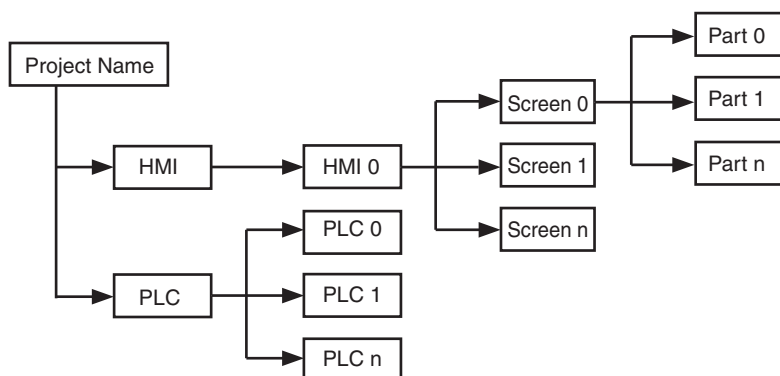 Project Name
HMI
HMI 0
Screen 0
Part 0
Part 1
Part n
Screen 1
Screen n
PLC
PLC 0
PLC 1
PLC n